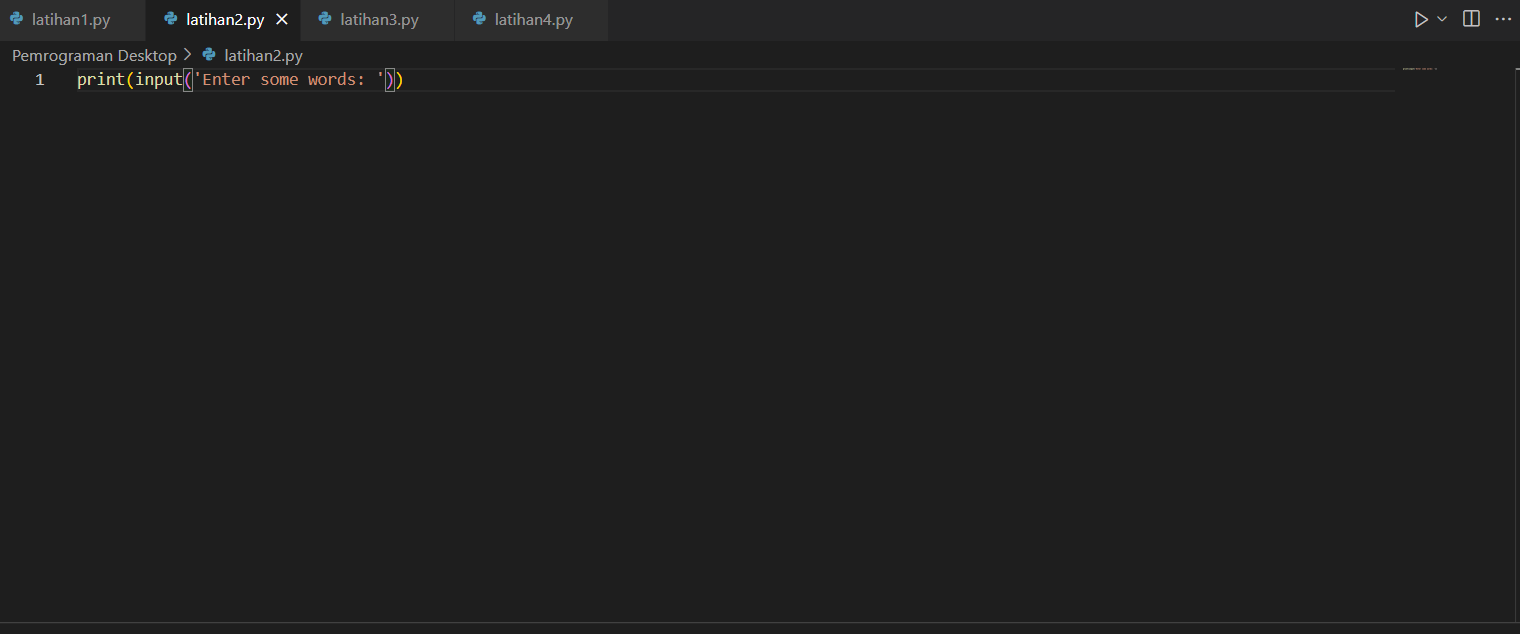 latihan1.py latihan2.py latihan3.py latihan4.py
Pemrograman Desktop > latihan2.py
1 print(input('Enter some words: '))